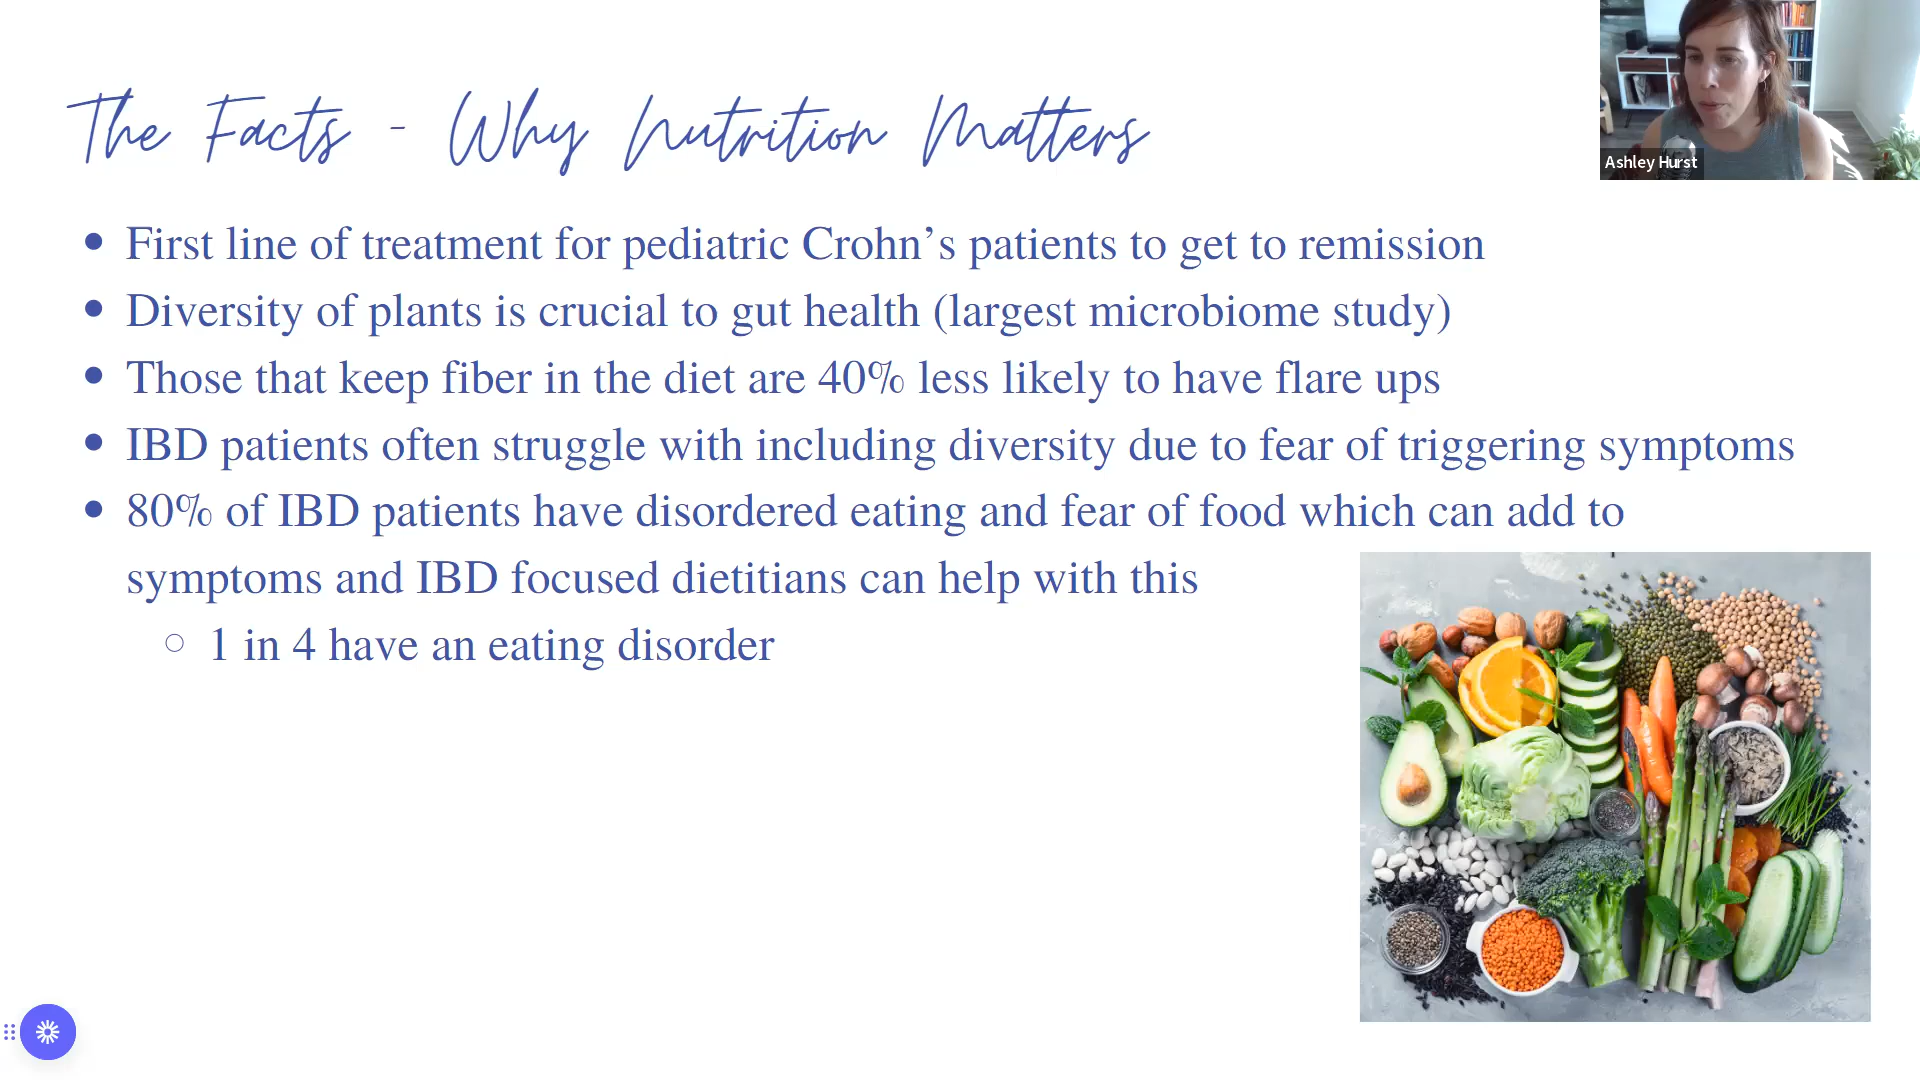 The Facts - Why Nutrition Matters
Ashley Hurst
• First line of treatment for pediatric Crohn’s patients to get to remission
• Diversity of plants is crucial to gut health (largest microbiome study)
• Those that keep fiber in the diet are 40% less likely to have flare ups
• IBD patients often struggle with including diversity due to fear of triggering symptoms
• 80% of IBD patients have disordered eating and fear of food which can add to
symptoms and IBD focused dietitians can help with this
○ 1 in 4 have an eating disorder